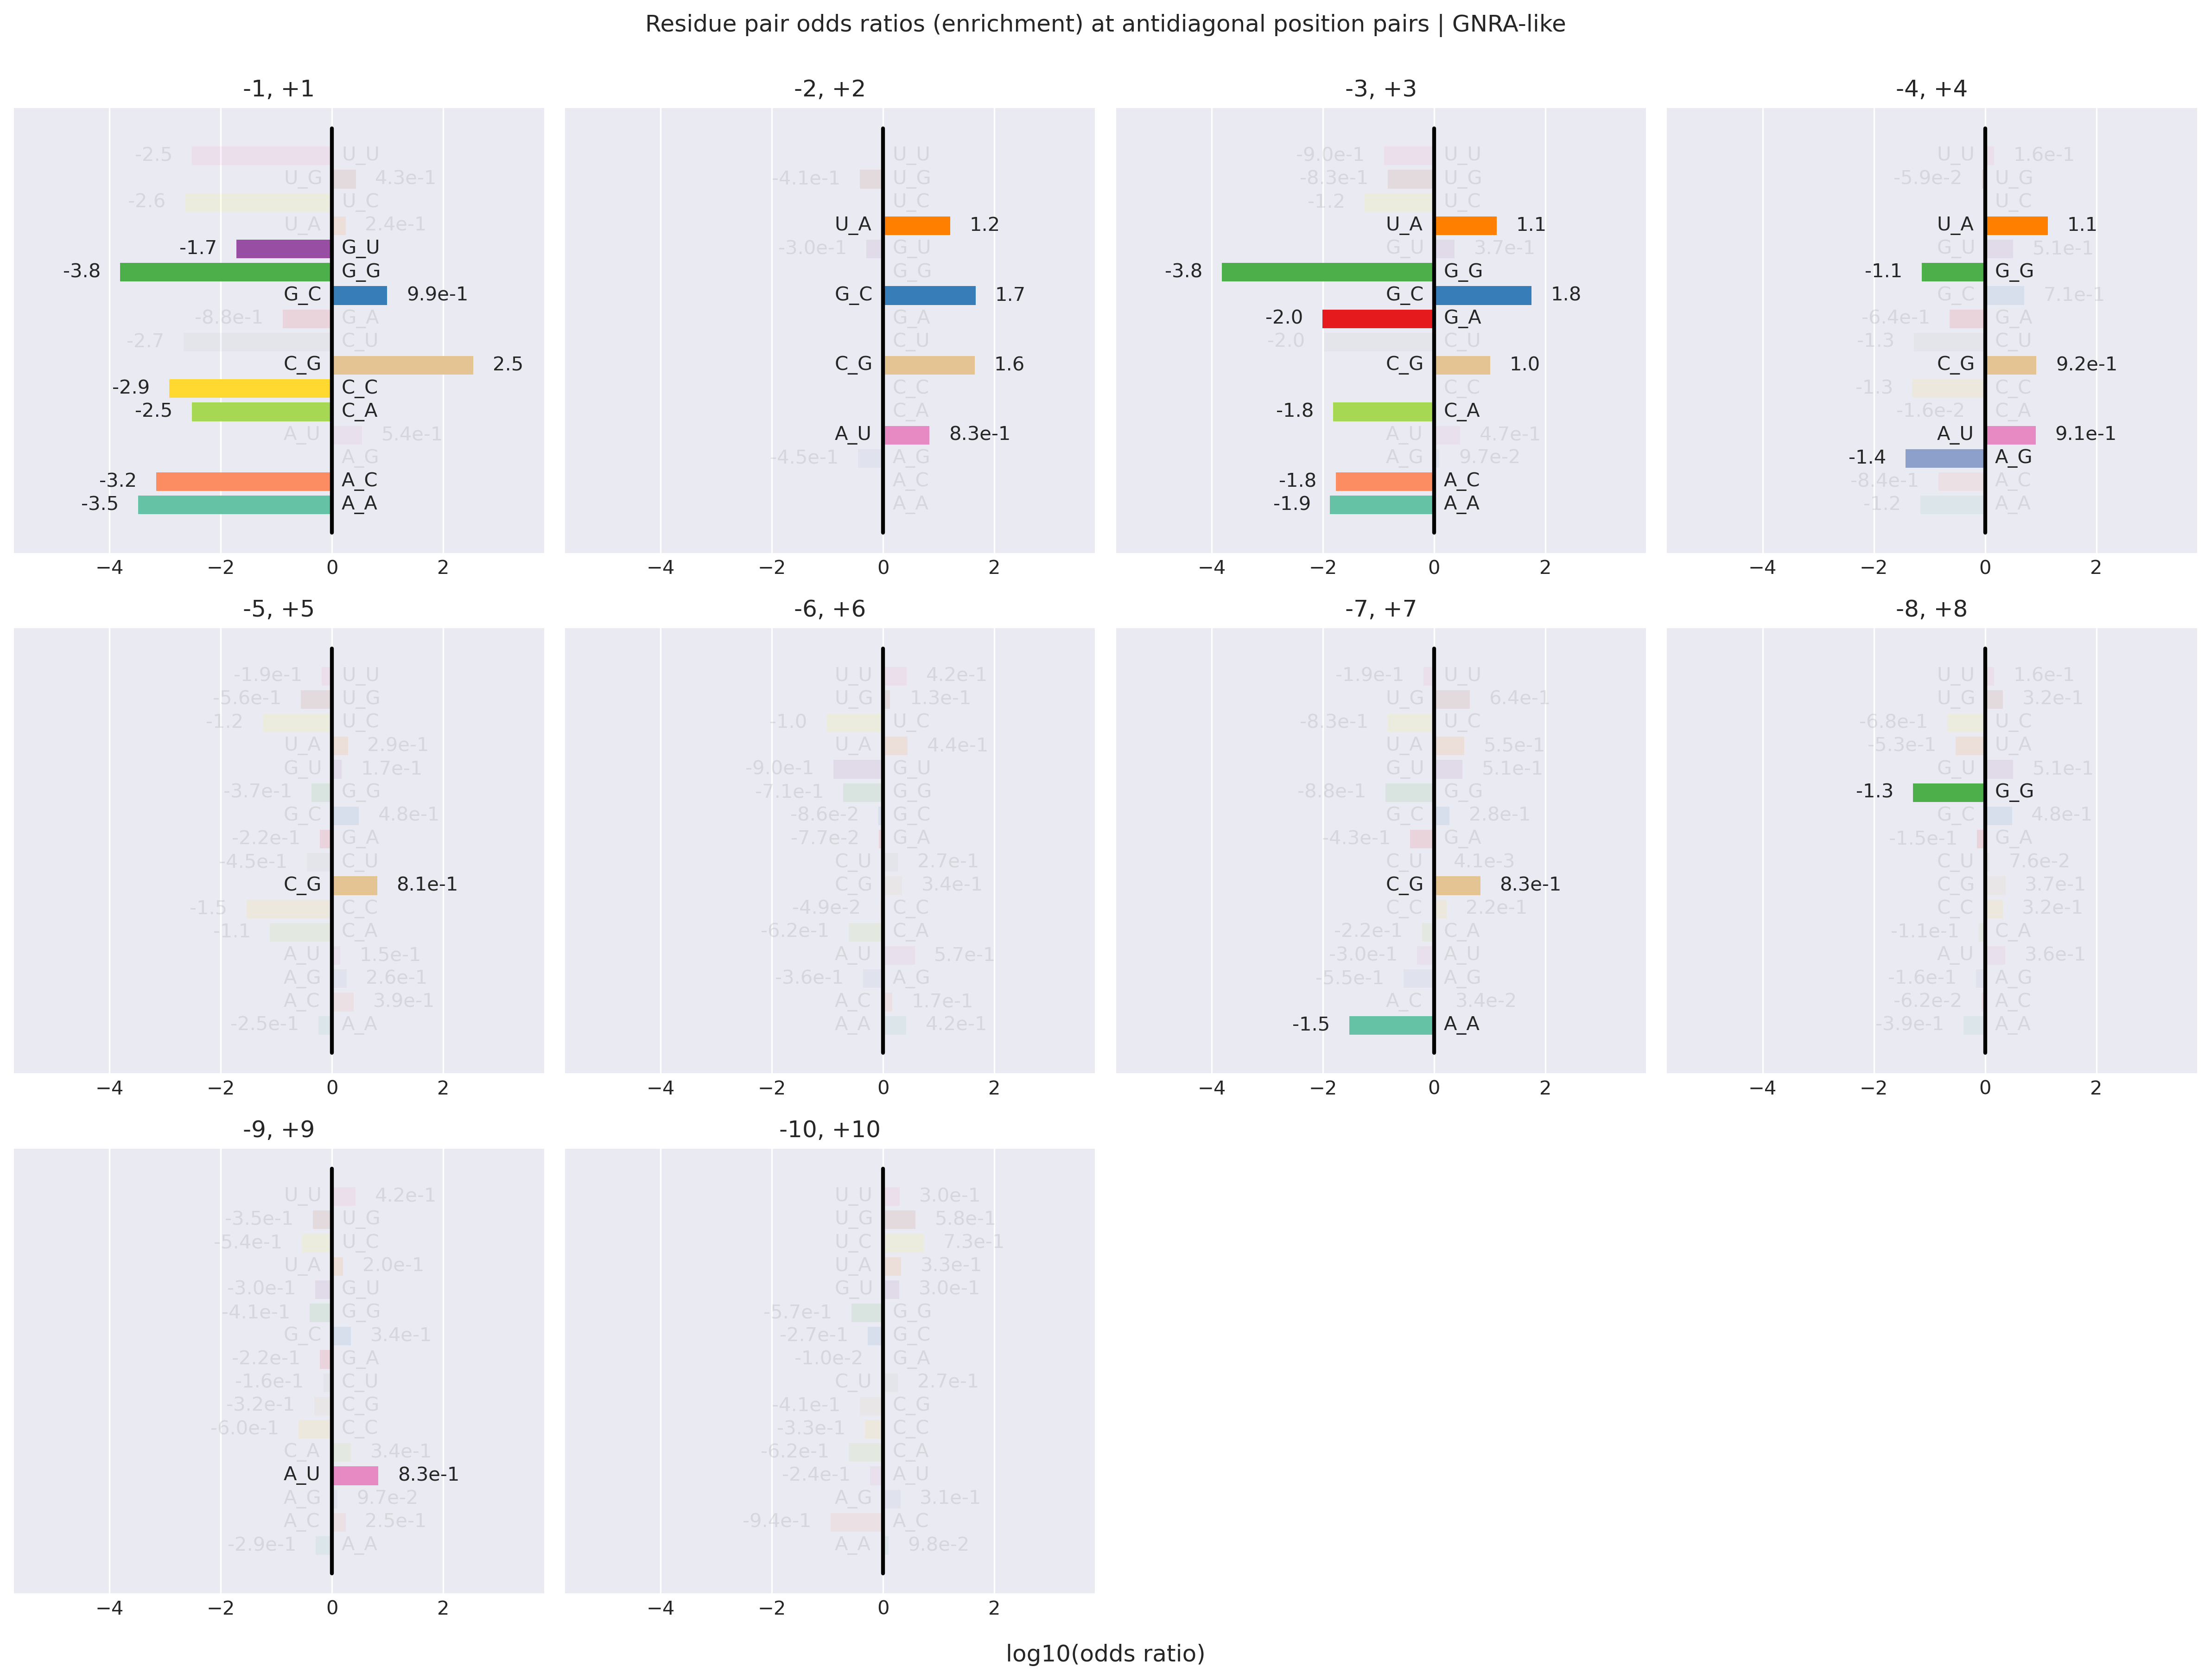 Residue pair odds ratios (enrichment) at antidiagonal position pairs | GNRA-like
-1, +1
-2.5 U_U
U_G 4.3e-1
-2.6 U_C
U_A 2.4e-1
-1.7 G_U
-3.8 G_G
G_C 9.9e-1
-8.8e-1 G_A
-2.7 C_U
C_G 2.5
-2.9 C_C
-2.5 C_A
A_U 5.4e-1
A_G
-3.2 A_C
-3.5 A_A
−4 −2 0 2
-2, +2
U_U
-4.1e-1 U_G
U_C
U_A 1.2
-3.0e-1 G_U
G_G
G_C 1.7
G_A
C_U
C_G 1.6
C_C
C_A
A_U 8.3e-1
-4.5e-1 A_G
A_C
A_A
−4 −2 0 2
-3, +3
-9.0e-1 U_U
-8.3e-1 U_G
-1.2 U_C
U_A 1.1
G_U 3.7e-1
-3.8 G_G
G_C 1.8
-2.0 G_A
-2.0 C_U
C_G 1.0
C_C
-1.8 C_A
A_U 4.7e-1
A_G 9.7e-2
-1.8 A_C
-1.9 A_A
−4 −2 0 2
-4, +4
U_U 1.6e-1
-5.9e-2 U_G
U_C
U_A 1.1
G_U 5.1e-1
-1.1 G_G
G_C 7.1e-1
-6.4e-1 G_A
-1.3 C_U
C_G 9.2e-1
-1.3 C_C
-1.6e-2 C_A
A_U 9.1e-1
-1.4 A_G
-8.4e-1 A_C
-1.2 A_A
−4 −2 0 2
-5, +5
-1.9e-1 U_U
-5.6e-1 U_G
-1.2 U_C
U_A 2.9e-1
G_U 1.7e-1
-3.7e-1 G_G
G_C 4.8e-1
-2.2e-1 G_A
-4.5e-1 C_U
C_G 8.1e-1
-1.5 C_C
-1.1 C_A
A_U 1.5e-1
A_G 2.6e-1
A_C 3.9e-1
-2.5e-1 A_A
−4 −2 0 2
-6, +6
U_U 4.2e-1
U_G 1.3e-1
-1.0 U_C
U_A 4.4e-1
-9.0e-1 G_U
-7.1e-1 G_G
-8.6e-2 G_C
-7.7e-2 G_A
C_U 2.7e-1
C_G 3.4e-1
-4.9e-2 C_C
-6.2e-1 C_A
A_U 5.7e-1
-3.6e-1 A_G
A_C 1.7e-1
A_A 4.2e-1
−4 −2 0 2
-7, +7
-1.9e-1 U_U
U_G 6.4e-1
-8.3e-1 U_C
U_A 5.5e-1
G_U 5.1e-1
-8.8e-1 G_G
G_C 2.8e-1
-4.3e-1 G_A
C_U 4.1e-3
C_G 8.3e-1
C_C 2.2e-1
-2.2e-1 C_A
-3.0e-1 A_U
-5.5e-1 A_G
A_C 3.4e-2
-1.5 A_A
−4 −2 0 2
-8, +8
U_U 1.6e-1
U_G 3.2e-1
-6.8e-1 U_C
-5.3e-1 U_A
G_U 5.1e-1
-1.3 G_G
G_C 4.8e-1
-1.5e-1 G_A
C_U 7.6e-2
C_G 3.7e-1
C_C 3.2e-1
-1.1e-1 C_A
A_U 3.6e-1
-1.6e-1 A_G
-6.2e-2 A_C
-3.9e-1 A_A
−4 −2 0 2
-9, +9
U_U 4.2e-1
-3.5e-1 U_G
-5.4e-1 U_C
U_A 2.0e-1
-3.0e-1 G_U
-4.1e-1 G_G
G_C 3.4e-1
-2.2e-1 G_A
-1.6e-1 C_U
-3.2e-1 C_G
-6.0e-1 C_C
C_A 3.4e-1
A_U 8.3e-1
A_G 9.7e-2
A_C 2.5e-1
-2.9e-1 A_A
−4 −2 0 2
-10, +10
U_U 3.0e-1
U_G 5.8e-1
U_C 7.3e-1
U_A 3.3e-1
G_U 3.0e-1
-5.7e-1 G_G
-2.7e-1 G_C
-1.0e-2 G_A
C_U 2.7e-1
-4.1e-1 C_G
-3.3e-1 C_C
-6.2e-1 C_A
-2.4e-1 A_U
A_G 3.1e-1
-9.4e-1 A_C
A_A 9.8e-2
−4 −2 0 2
log10(odds ratio)